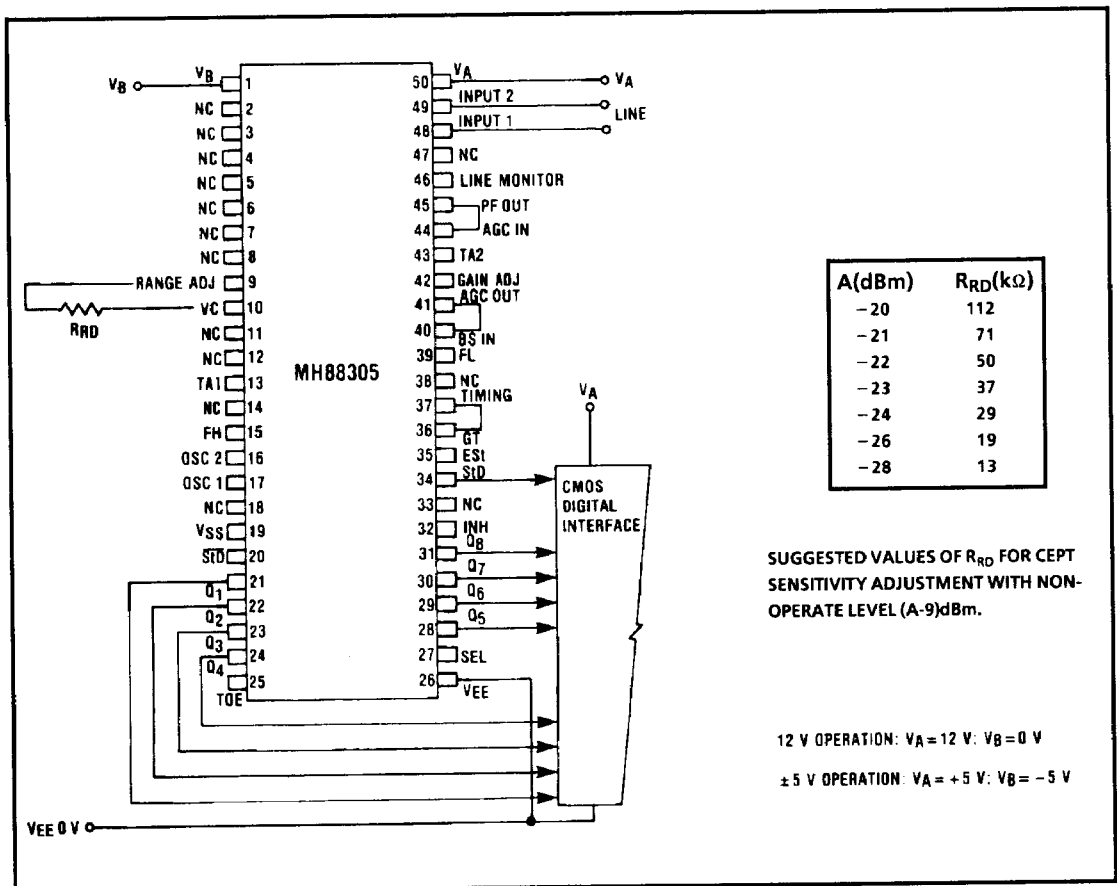 VB
VB 1
NC 2
NC 3
NC 4
NC 5
NC 6
NC 7
NC 8
RANGE ADJ 9
VC 10
RRD
NC 11
NC 12
TA1 13
NC 14
FH 15
OSC 2 16
OSC 1 17
NC 18
VSS 19
StD 20
21
Q1
22
Q2
23
Q3
24
Q4
25
TOE
MH88305
50 VA
VA
49 INPUT 2
LINE
48 INPUT 1
47 NC
46 LINE MONITOR
45 PF OUT
44 AGC IN
43 TA2
42 GAIN ADJ
41 AGC OUT
40
BS IN
39 FL
38 NC
TIMING
37
36
GT
35 ESt
34 StD
33 NC
32 INH
31 Q8
30 Q7
29 Q6
28 Q5
27 SEL
26 VEE
VA
CMOS
DIGITAL
INTERFACE
VEE 0 V
A(dBm) RRD(kΩ)
−20 112
−21 71
−22 50
−23 37
−24 29
−26 19
−28 13
SUGGESTED VALUES OF RRD FOR CEPT
SENSITIVITY ADJUSTMENT WITH NON-
OPERATE LEVEL (A-9)dBm.
12 V OPERATION: VA=12 V: VB=0 V
±5 V OPERATION: VA= +5 V: VB= −5 V